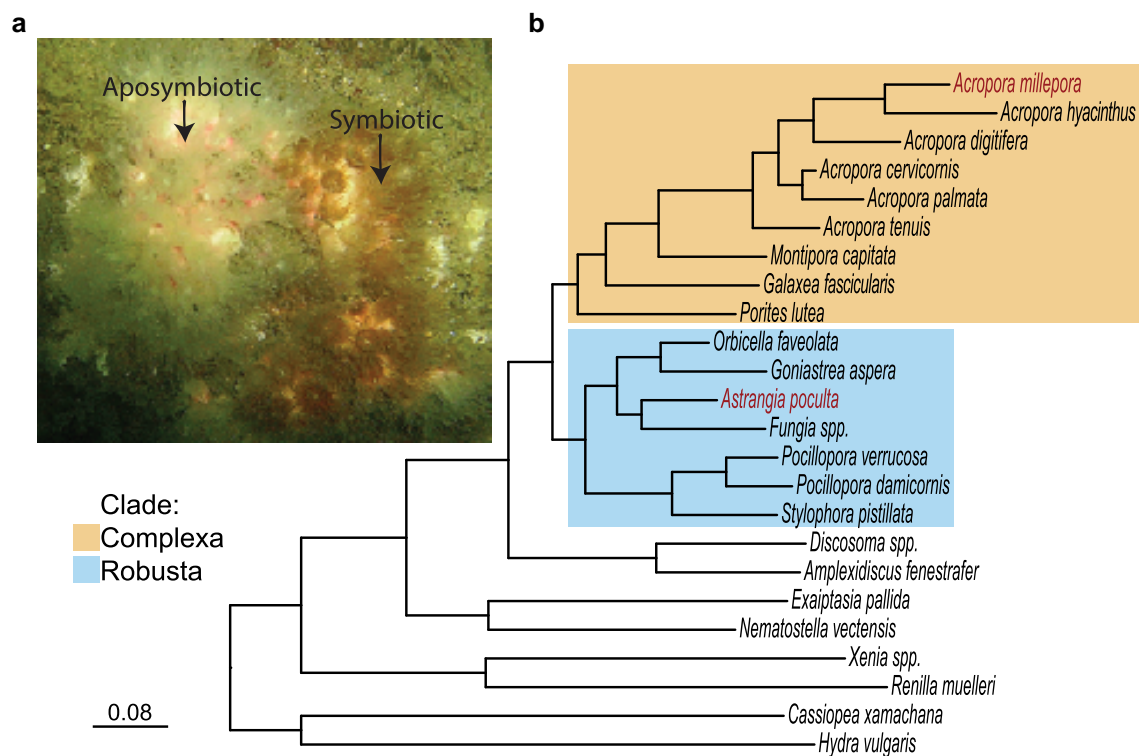 a
Aposymbiotic
Symbiotic
Clade:
Complexa
Robusta
0.08
b
Acropora millepora
Acropora hyacinthus
Acropora digitifera
Acropora cervicornis
Acropora palmata
Acropora tenuis
Montipora capitata
Galaxea fascicularis
Porites lutea
Orbicella faveolata
Goniastrea aspera
Astrangia poculta
Fungia spp.
Pocillopora verrucosa
Pocillopora damicornis
Stylophora pistillata
Discosoma spp.
Amplexidiscus fenestrafer
Exaiptasia pallida
Nematostella vectensis
Xenia spp.
Renilla muelleri
Cassiopea xamachana
Hydra vulgaris